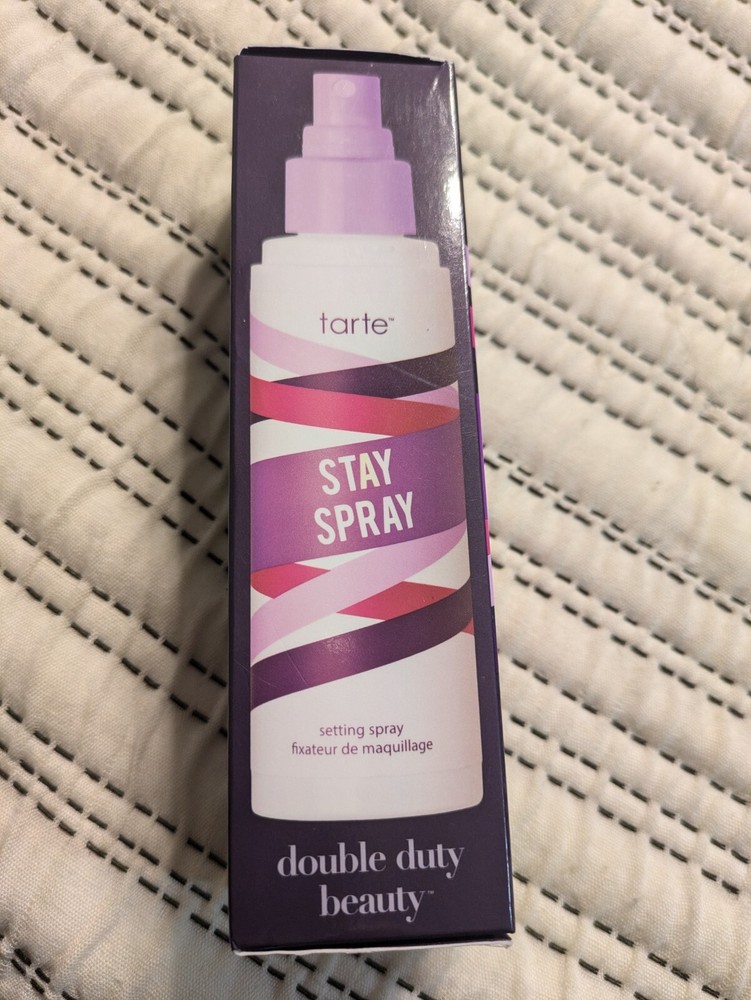 tarte™
STAY
SPRAY
setting spray
fixateur de maquillage
double duty
beauty™